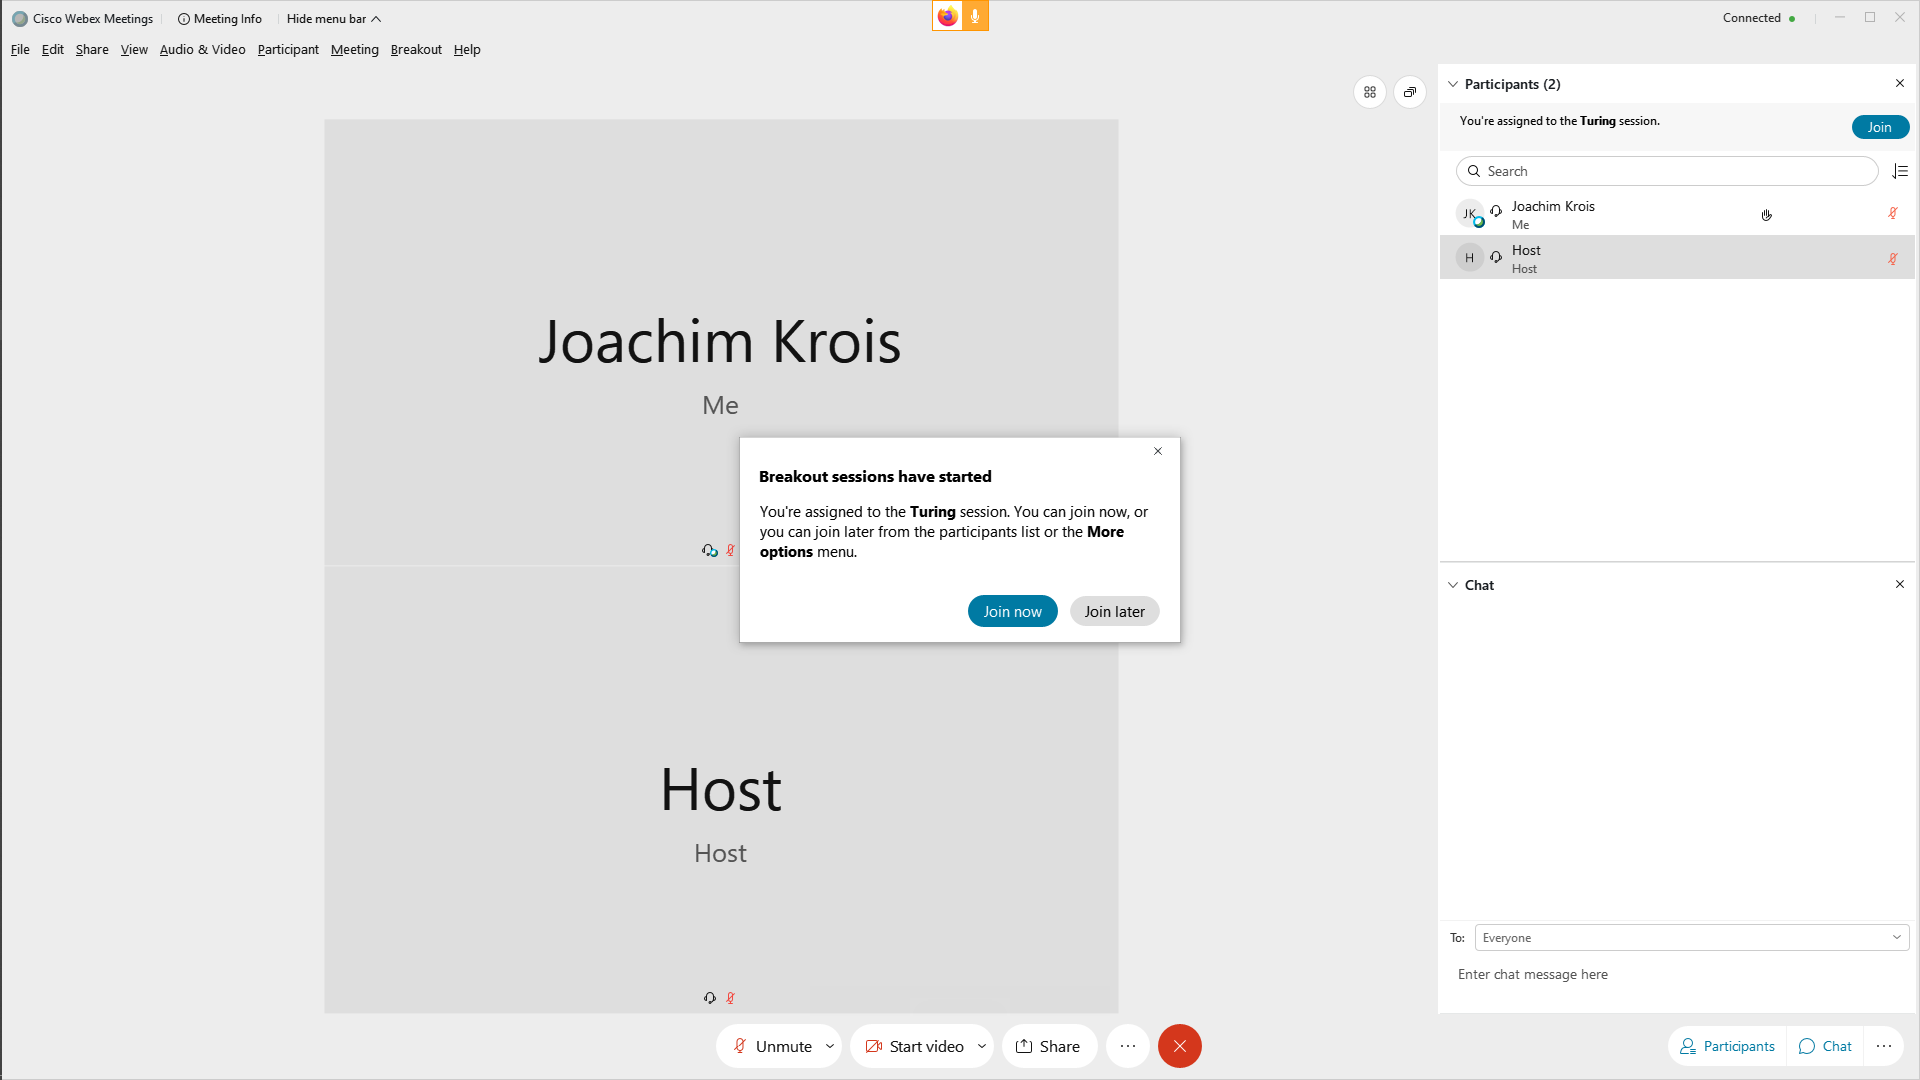 Cisco Webex Meetings
Meeting Info
Hide menu bar
Connected
File Edit Share View Audio & Video Participant Meeting Breakout Help
Participants (2)
You're assigned to the Turing session.
Join
Search
JK
Joachim Krois
Me
H
Host
Host
Joachim Krois
Me
Breakout sessions have started
You're assigned to the Turing session. You can join now, or
you can join later from the participants list or the More
options menu.
Join now
Join later
Chat
Host
Host
To:
Everyone
Enter chat message here
Unmute
Start video
Share
Participants
Chat